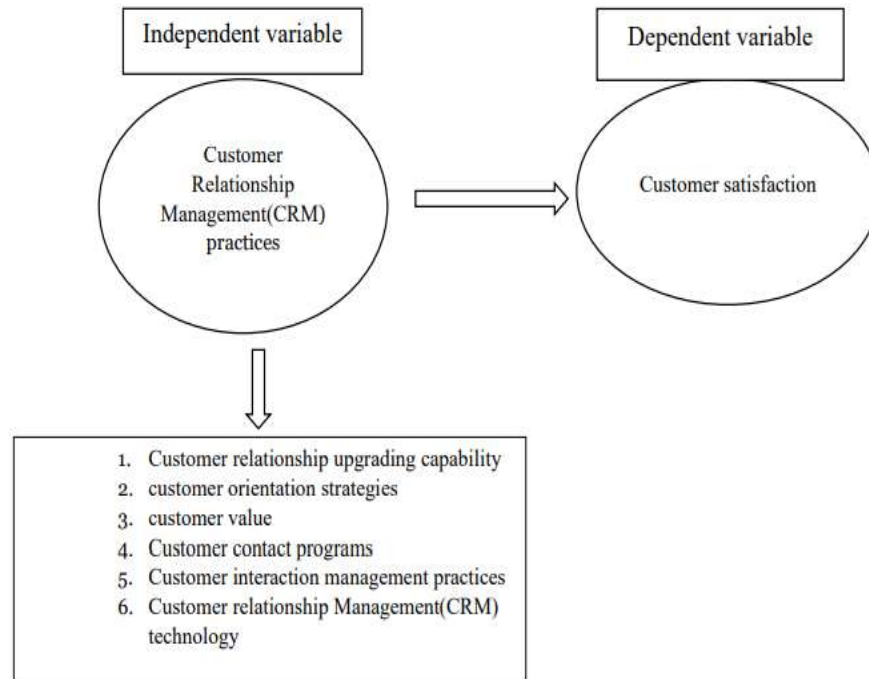 Independent variable
Dependent variable
Customer
Relationship
Management(CRM)
practices
Customer satisfaction
1. Customer relationship upgrading capability
2. customer orientation strategies
3. customer value
4. Customer contact programs
5. Customer interaction management practices
6. Customer relationship Management(CRM)
technology